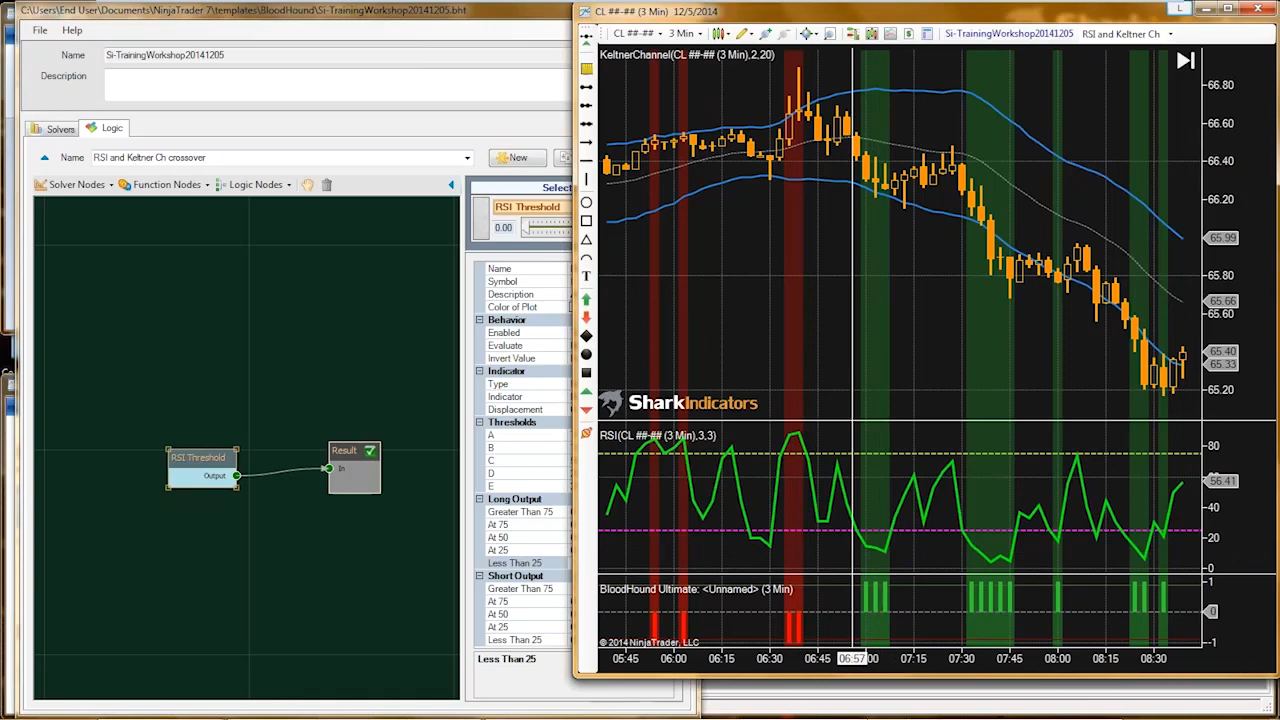 C:\Users\End User\Documents\NinjaTrader 7\templates\BloodHound\Si-TrainingWorkshop20141205.bht
File Help
Name Si-TrainingWorkshop20141205
Description
Solvers Logic
Name RSI and Keltner Ch crossover New
Solver Nodes Function Nodes Logic Nodes
Select
RSI Threshold
0.00
RSI Threshold
Output
Result
In
Name
Symbol
Description
Color of Plot
Behavior
Enabled
Evaluate
Invert Value
Indicator
Type
Indicator
Displacement
Thresholds
A
B
C
D
E
Long Output
Greater Than 75
At 75
At 50
At 25
Less Than 25
Short Output
Greater Than 75
At 75
At 50
At 25
Less Than 25
Less Than 25
CL ##-## (3 Min) 12/5/2014
L
CL ##-## 3 Min $ Si-TrainingWorkshop20141205 RSI and Keltner Ch
T
KeltnerChannel(CL ##-## (3 Min),2,20)
66.80
66.60
66.40
66.20
65.99
65.80
65.66
65.60
65.40
65.33
65.20
SharkIndicators
RSI(CL ##-## (3 Min),3,3)
80
56.41
40
20
0
BloodHound Ultimate: <Unnamed> (3 Min)
1
0
-1
© 2014 NinjaTrader, LLC
05:45 06:00 06:15 06:30 06:45 06:57 :00 07:15 07:30 07:45 08:00 08:15 08:30